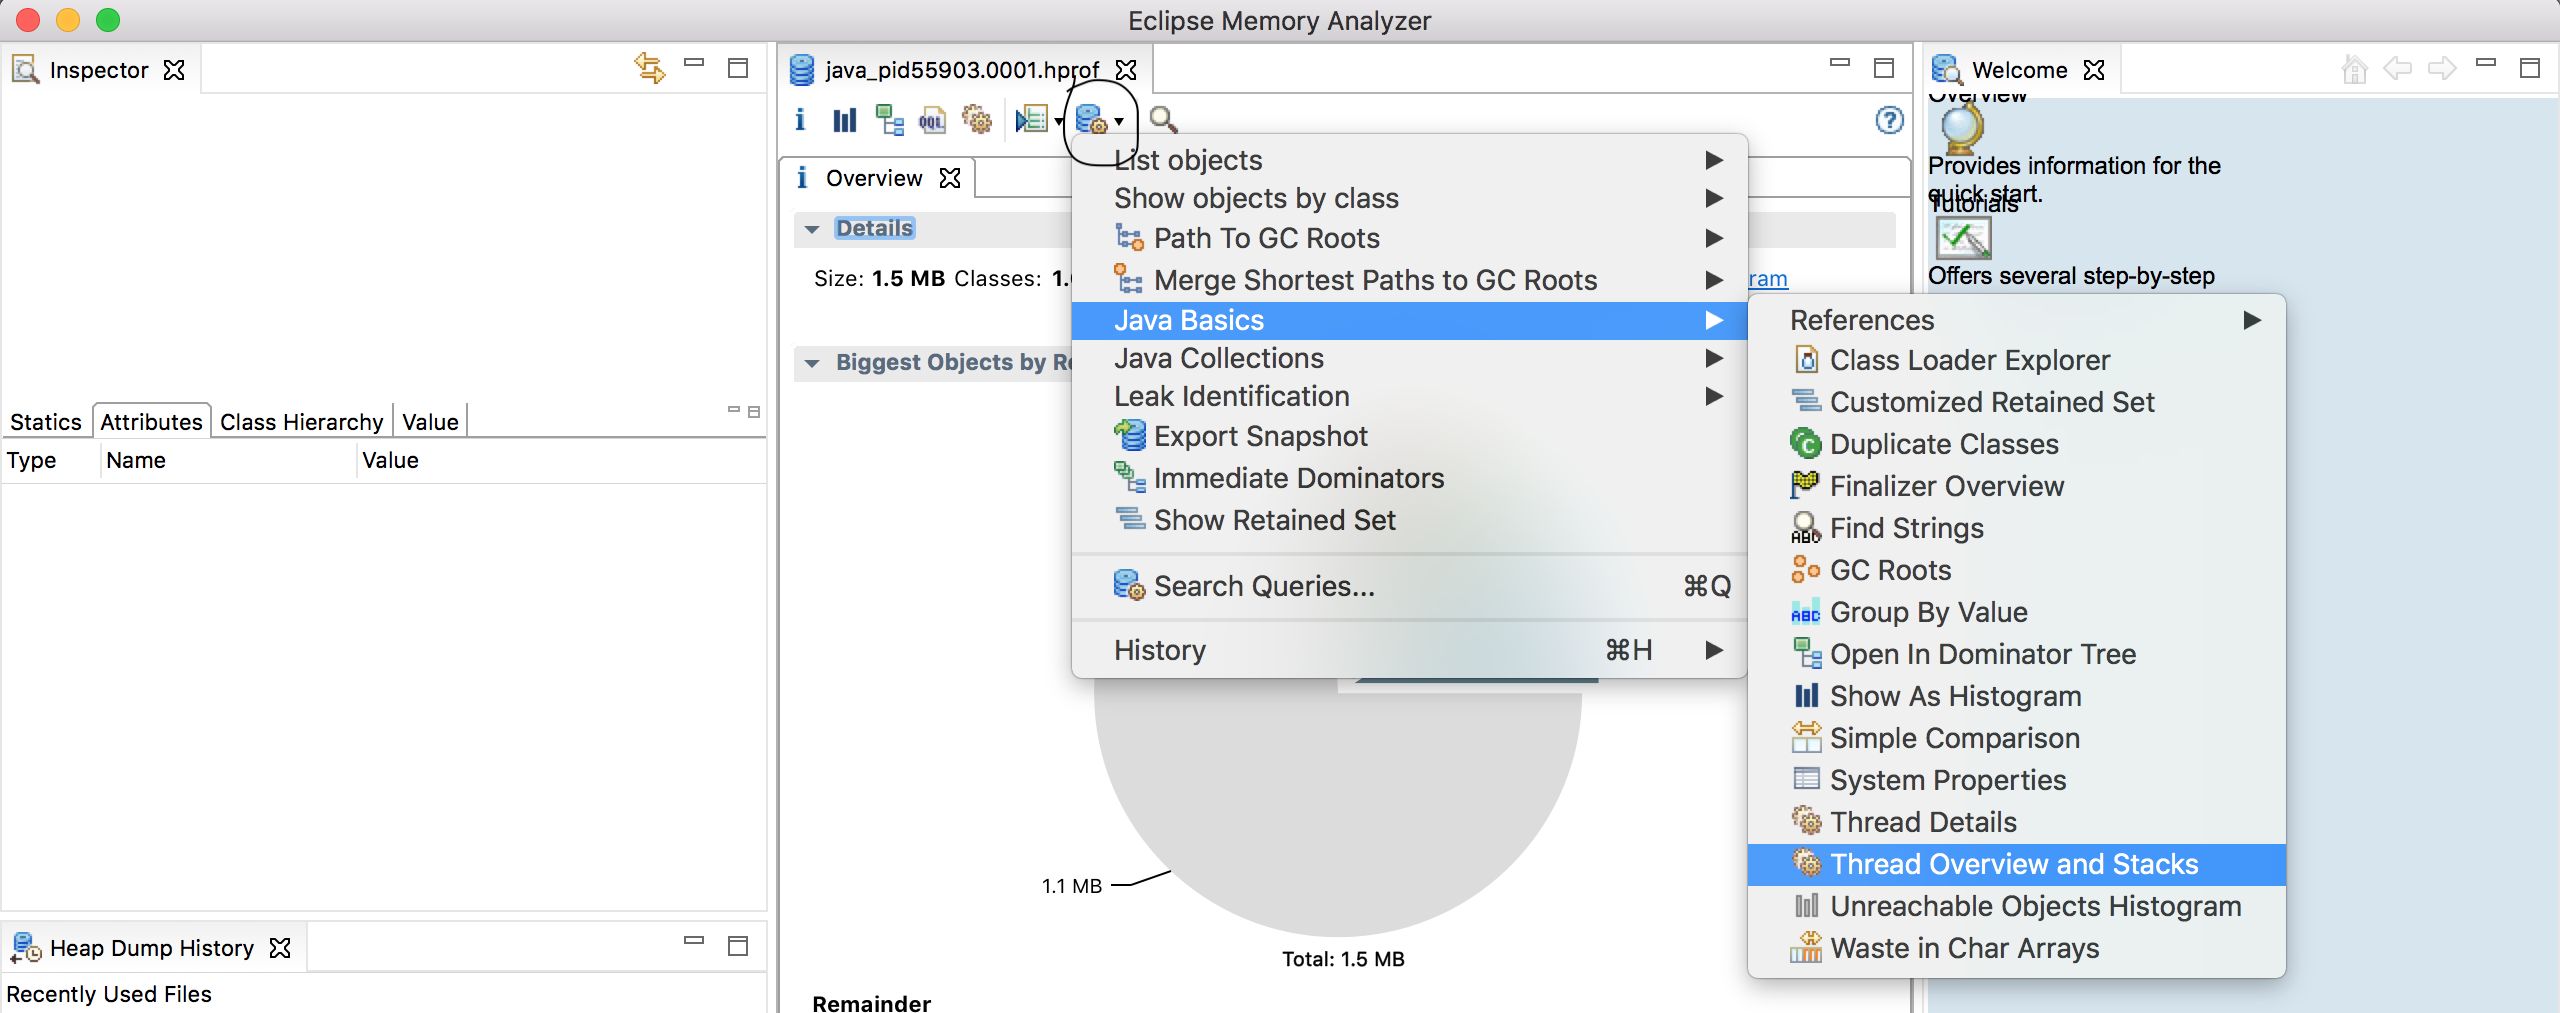 Eclipse Memory Analyzer
Inspector
Statics Attributes Class Hierarchy Value
Type Name Value
Heap Dump History
Recently Used Files
java_pid55903.0001.hprof
i OQL ?
i Overview
Details
Size: 1.5 MB Classes: 1.
ram
Biggest Objects by R
1.1 MB
Total: 1.5 MB
Remainder
List objects
Show objects by class
Path To GC Roots
Merge Shortest Paths to GC Roots
Java Basics
Java Collections
Leak Identification
Export Snapshot
Immediate Dominators
Show Retained Set
Search Queries... ⌘Q
History ⌘H
References
Class Loader Explorer
Customized Retained Set
C Duplicate Classes
Finalizer Overview
ABC Find Strings
GC Roots
ABC Group By Value
Open In Dominator Tree
Show As Histogram
Simple Comparison
System Properties
Thread Details
Thread Overview and Stacks
Unreachable Objects Histogram
Waste in Char Arrays
Welcome
Overview
Provides information for the
quick start.
Tutorials
Offers several step-by-step